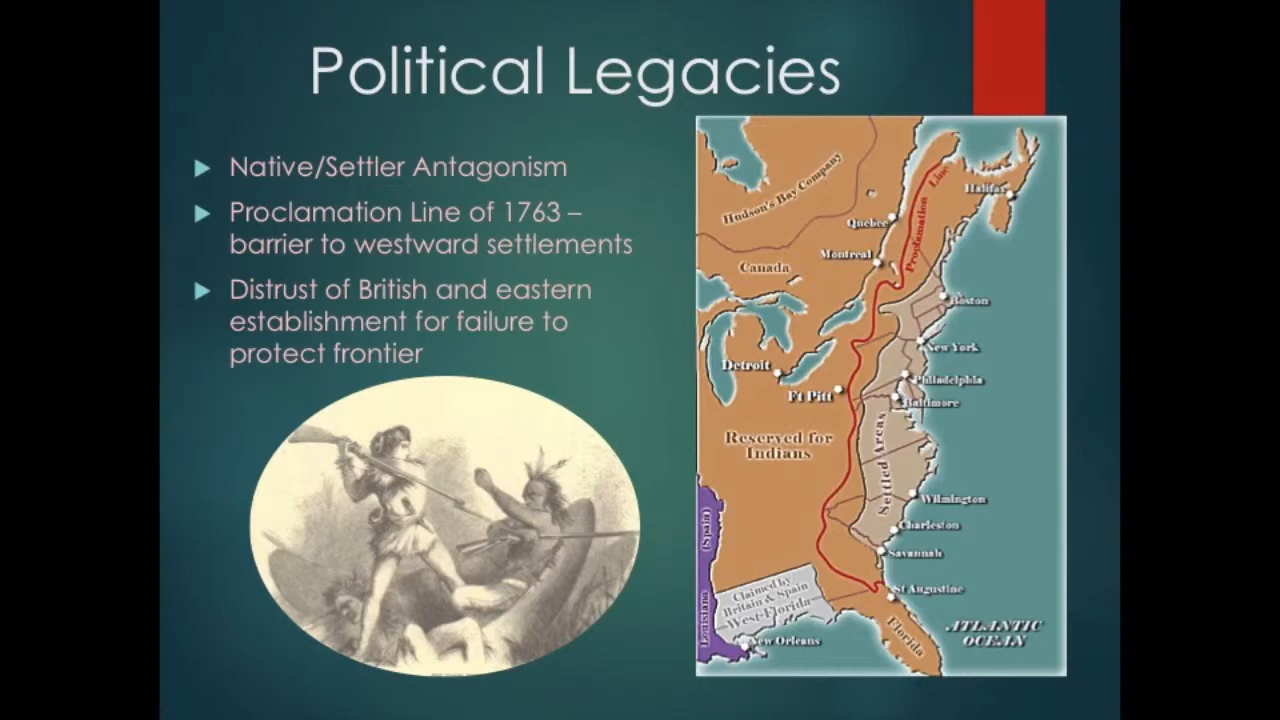 Political Legacies
Native/Settler Antagonism
Proclamation Line of 1763 –
barrier to westward settlements
Distrust of British and eastern
establishment for failure to
protect frontier
Hudson's Bay Company
Proclamation Line
Halifax
Quebec
Montreal
Canada
Boston
New York
Detroit
Philadelphia
Ft Pitt
Baltimore
Reserved for
Indians
Settled Areas
Wilmington
(Spain)
Charleston
Savannah
Claimed by
Britain & Spain
West Florida
St Augustine
Louisiana
New Orleans
Florida
ATLANTIC
OCEAN